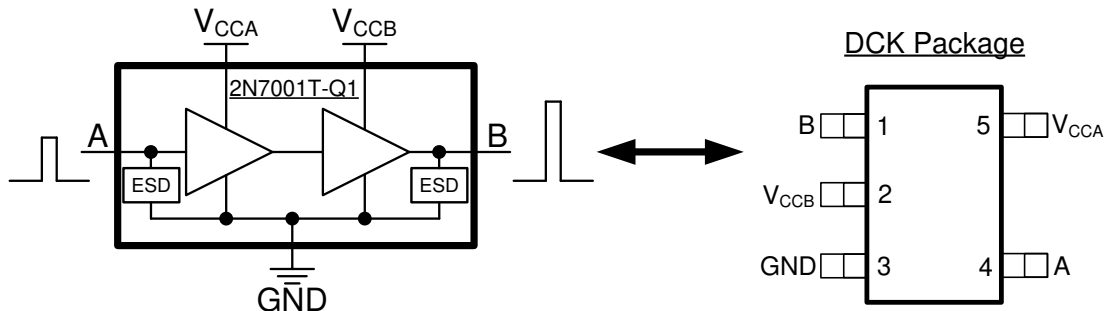 VCCA VCCB
2N7001T-Q1
A B
ESD ESD
GND
DCK Package
B 1 5 VCCA
VCCB 2
GND 3 4 A